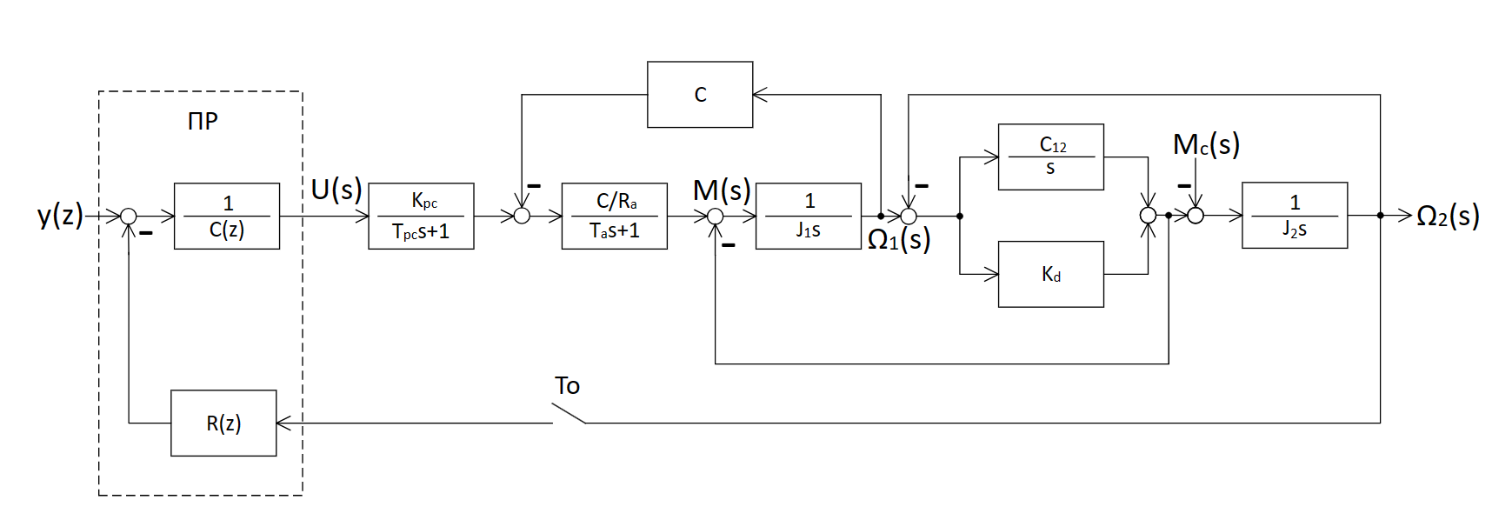 ПР
y(z)
1
C(z)
U(s)
Kpc
Tpcs+1
−
C
−
C/Ra
Tas+1
M(s)
−
1
J₁s
Ω₁(s)
−
C₁₂
s
Kd
Mc(s)
−
1
J₂s
Ω₂(s)
−
To
R(z)